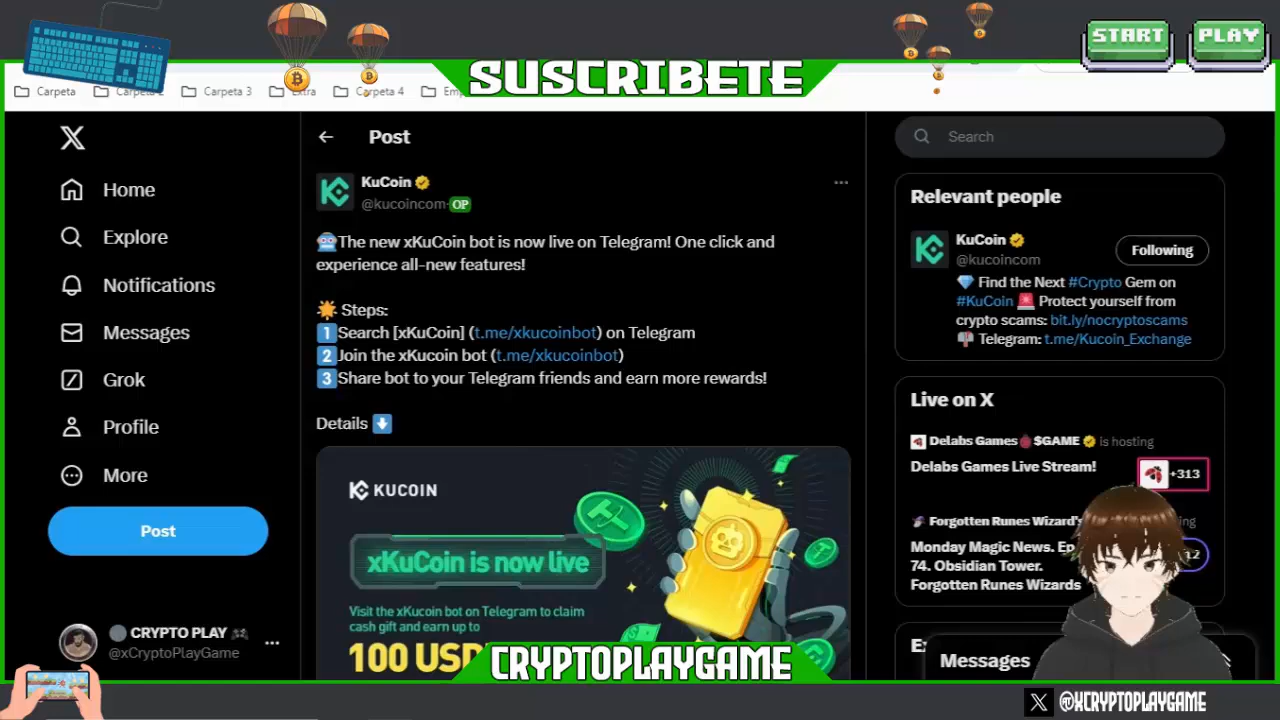 START PLAY
SUSCRIBETE
Carpeta
Carpeta
Carpeta 3
Extra
Carpeta 4
Post
Search
KuCoin
@kucoincom· OP
Home
Explore
Notifications
Messages
Grok
Profile
More
Post
🤖The new xKuCoin bot is now live on Telegram! One click and
experience all-new features!
🌟 Steps:
1️⃣Search [xKuCoin] (t.me/xkucoinbot) on Telegram
2️⃣Join the xKucoin bot (t.me/xkucoinbot)
3️⃣Share bot to your Telegram friends and earn more rewards!
Details ⬇️
KUCOIN
xKuCoin is now live
Visit the xKucoin bot on Telegram to claim
cash gift and earn up to
100 USD
Relevant people
KuCoin
@kucoincom
Following
💎 Find the Next #Crypto Gem on
#KuCoin 🚨 Protect yourself from
crypto scams: bit.ly/nocryptoscams
📬 Telegram: t.me/Kucoin_Exchange
Live on X
Delabs Games $GAME is hosting
Delabs Games Live Stream!
+313
Forgotten Runes Wizard's
Monday Magic News. Ep
74. Obsidian Tower.
Forgotten Runes Wizards
Messages
CRYPTO PLAY 🎮
@xCryptoPlayGame
CRYPTOPLAYGAME
X @XCRYPTOPLAYGAME